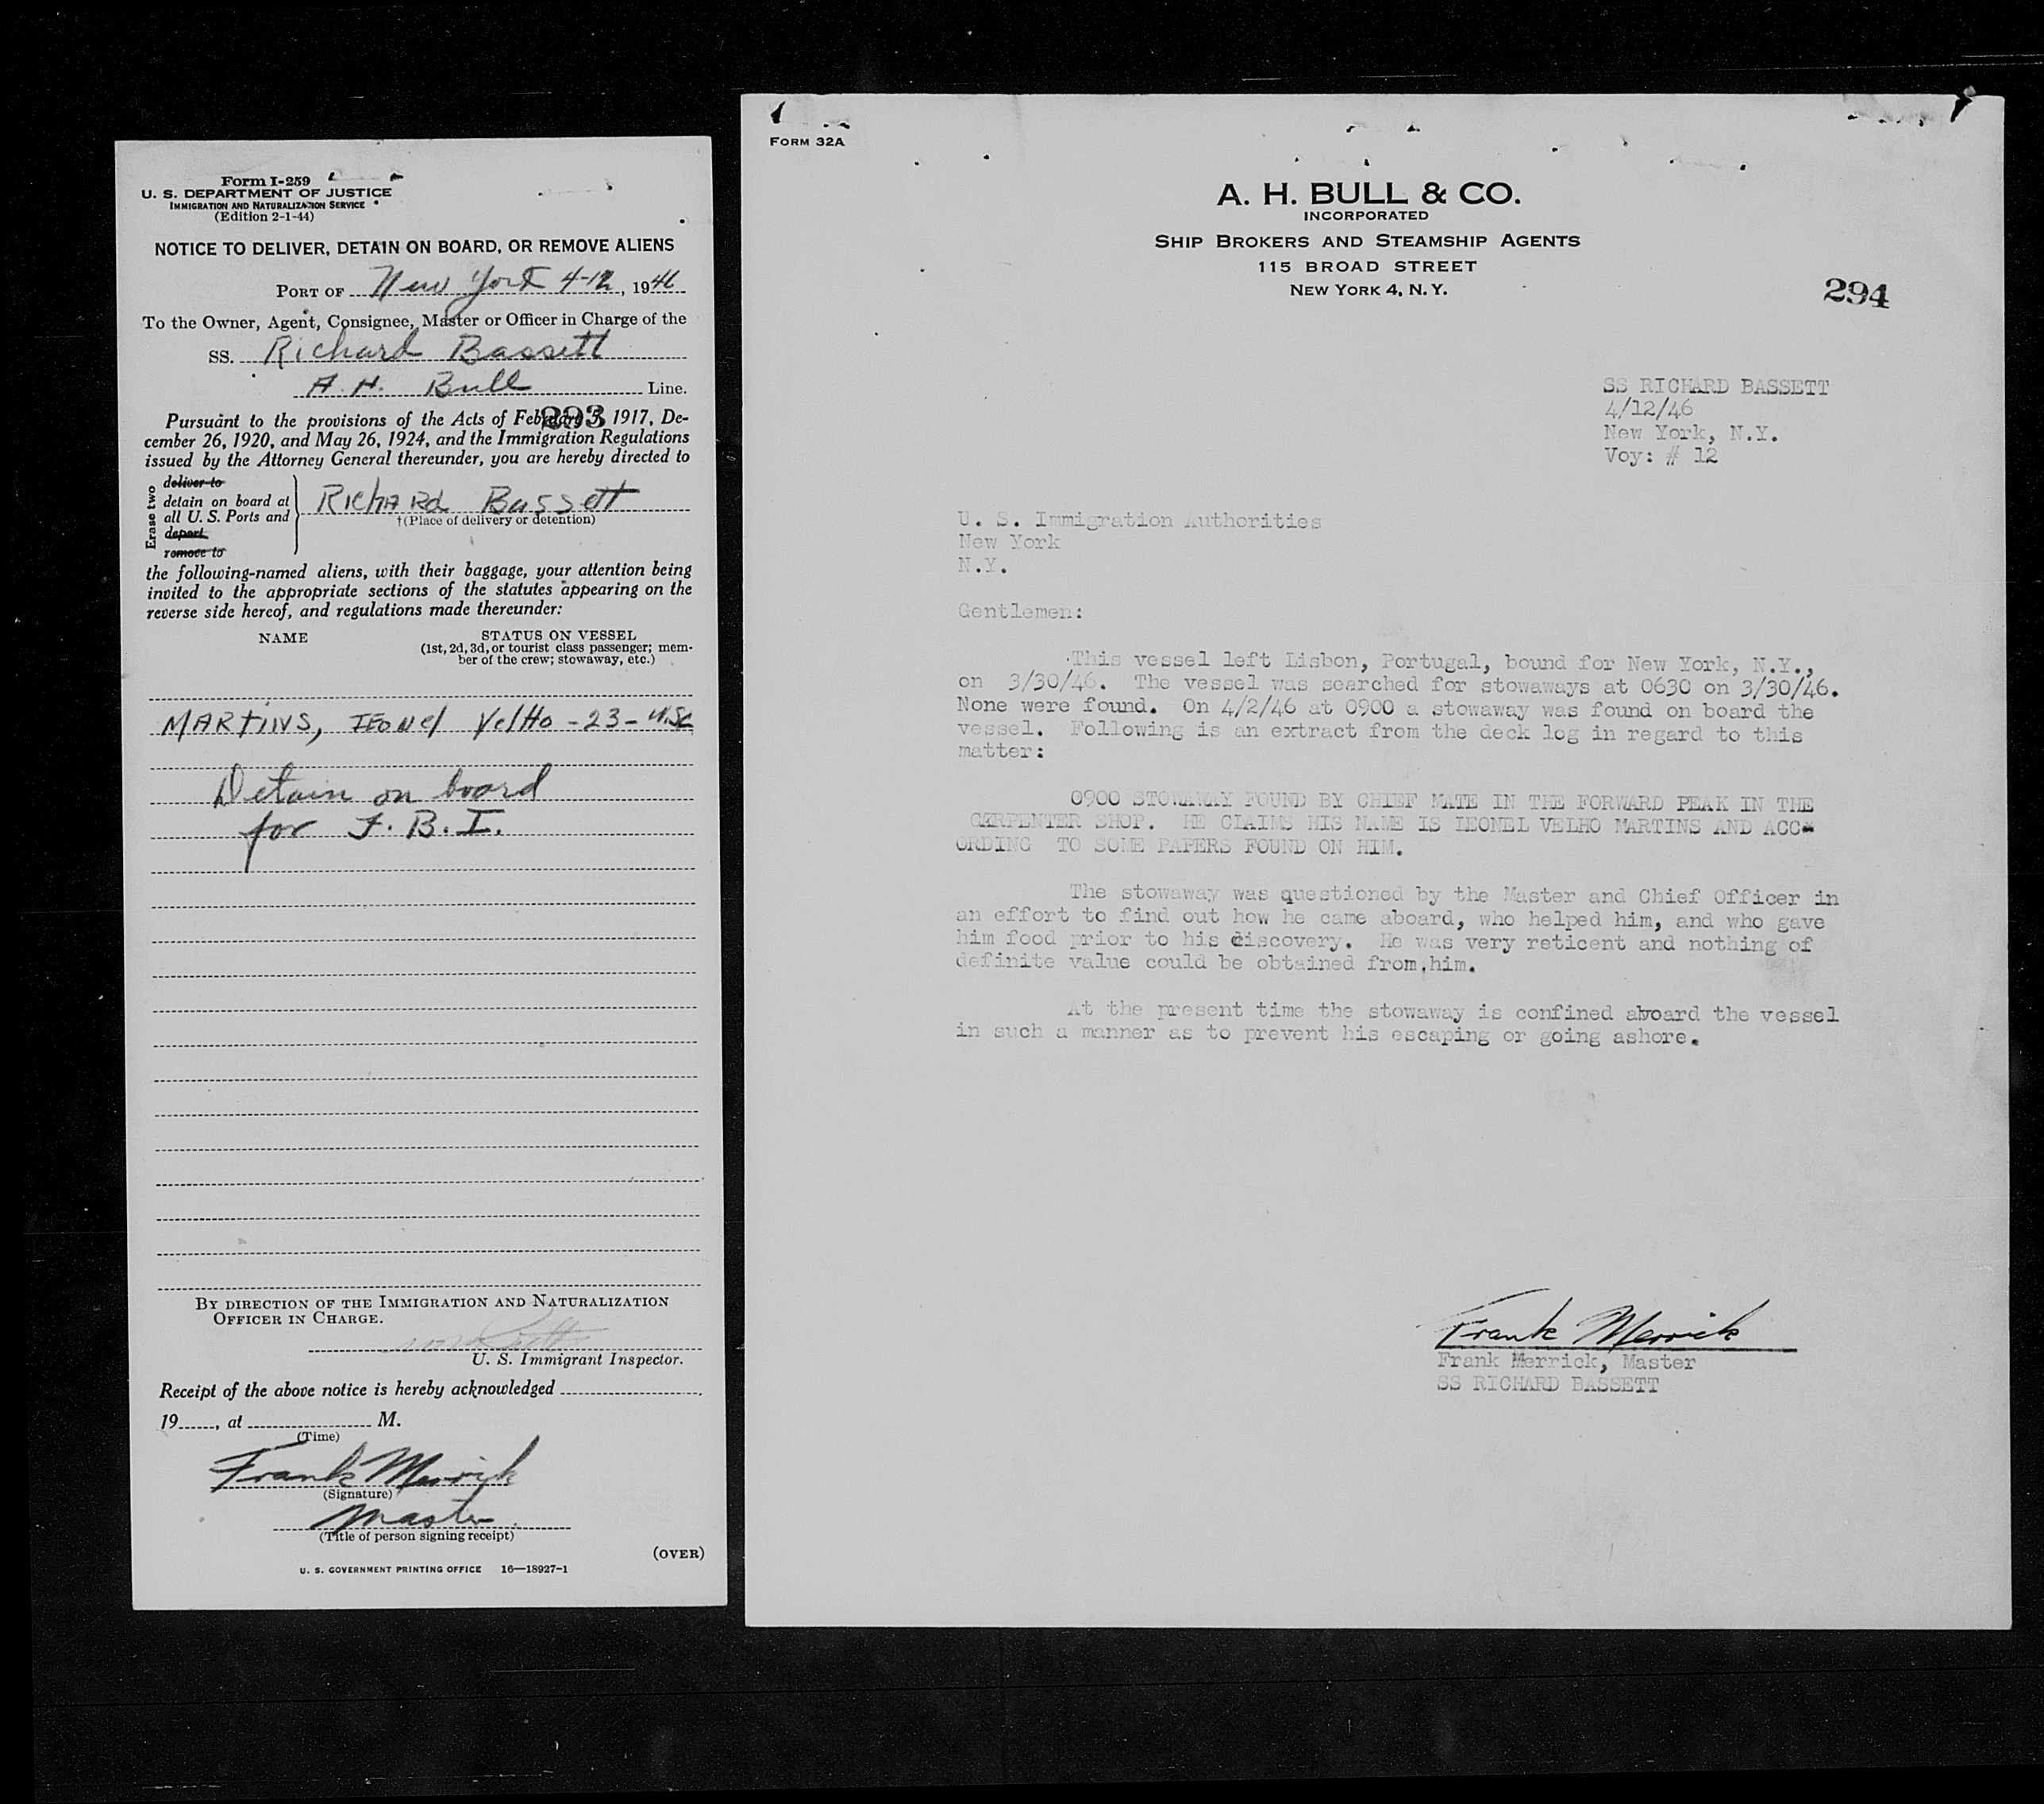 Form I-259
U. S. DEPARTMENT OF JUSTICE
IMMIGRATION AND NATURALIZATION SERVICE
(Edition 2-1-44)
NOTICE TO DELIVER, DETAIN ON BOARD, OR REMOVE ALIENS
PORT OF New York 4-12, 1946
To the Owner, Agent, Consignee, Master or Officer in Charge of the
SS. Richard Bassett
A. H. Bull Line.
293
Pursuant to the provisions of the Acts of February 5, 1917, De-
cember 26, 1920, and May 26, 1924, and the Immigration Regulations
issued by the Attorney General thereunder, you are hereby directed to
Erase two
deliver to
detain on board at
all U. S. Ports and
depart
remove to
Richard Bassett
†(Place of delivery or detention)
the following-named aliens, with their baggage, your attention being
invited to the appropriate sections of the statutes appearing on the
reverse side hereof, and regulations made thereunder:
NAME STATUS ON VESSEL
(1st, 2d, 3d, or tourist class passenger; mem-
ber of the crew; stowaway, etc.)
MARTINS, LEONEL Velho - 23 -
Detain on board
for F. B. I.
BY DIRECTION OF THE IMMIGRATION AND NATURALIZATION
OFFICER IN CHARGE.
U. S. Immigrant Inspector.
Receipt of the above notice is hereby acknowledged
19, at M.
(Time)
Frank Merrick
(Signature)
Master
(Title of person signing receipt)
(OVER)
U. S. GOVERNMENT PRINTING OFFICE 16—18927-1
FORM 32A
A. H. BULL & CO.
INCORPORATED
SHIP BROKERS AND STEAMSHIP AGENTS
115 BROAD STREET
NEW YORK 4, N. Y.
294
SS RICHARD BASSETT
4/12/46
New York, N.Y.
Voy: # 12
U. S. Immigration Authorities
New York
N.Y.
Gentlemen:
This vessel left Lisbon, Portugal, bound for New York, N.Y.,
on 3/30/46. The vessel was searched for stowaways at 0630 on 3/30/46.
None were found. On 4/2/46 at 0900 a stowaway was found on board the
vessel. Following is an extract from the deck log in regard to this
matter:
0900 STOWAWAY FOUND BY CHIEF MATE IN THE FORWARD PEAK IN THE
CARPENTER SHOP. HE CLAIMS HIS NAME IS LEONEL VELHO MARTINS AND ACC*
ORDING TO SOME PAPERS FOUND ON HIM.
The stowaway was questioned by the Master and Chief Officer in
an effort to find out how he came aboard, who helped him, and who gave
him food prior to his discovery. He was very reticent and nothing of
definite value could be obtained from.him.
At the present time the stowaway is confined aboard the vessel
in such a manner as to prevent his escaping or going ashore.
Frank Merrick
Frank Merrick, Master
SS RICHARD BASSETT